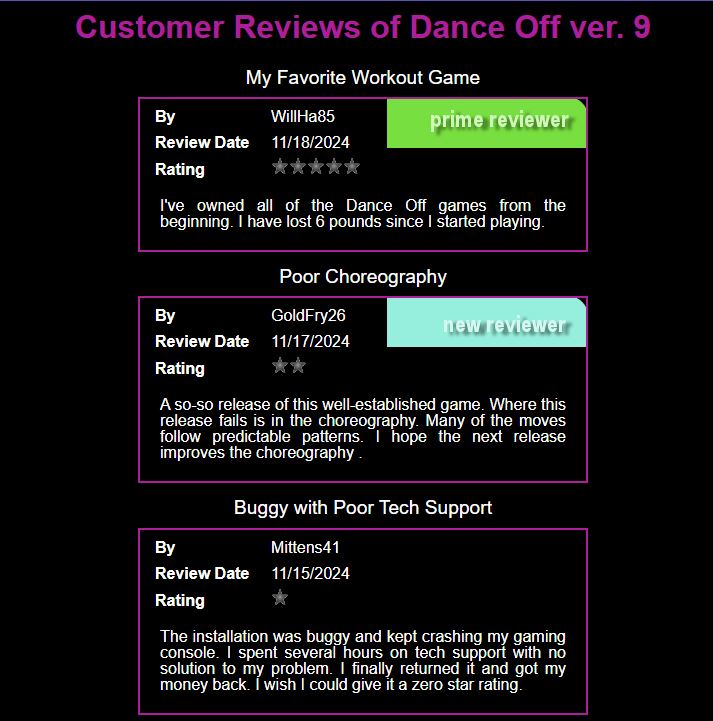 Customer Reviews of Dance Off ver. 9
My Favorite Workout Game
By WillHa85 prime reviewer
Review Date 11/18/2024
Rating
I've owned all of the Dance Off games from the
beginning. I have lost 6 pounds since I started playing.
Poor Choreography
By GoldFry26 new reviewer
Review Date 11/17/2024
Rating
A so-so release of this well-established game. Where this
release fails is in the choreography. Many of the moves
follow predictable patterns. I hope the next release
improves the choreography .
Buggy with Poor Tech Support
By Mittens41
Review Date 11/15/2024
Rating
The installation was buggy and kept crashing my gaming
console. I spent several hours on tech support with no
solution to my problem. I finally returned it and got my
money back. I wish I could give it a zero star rating.